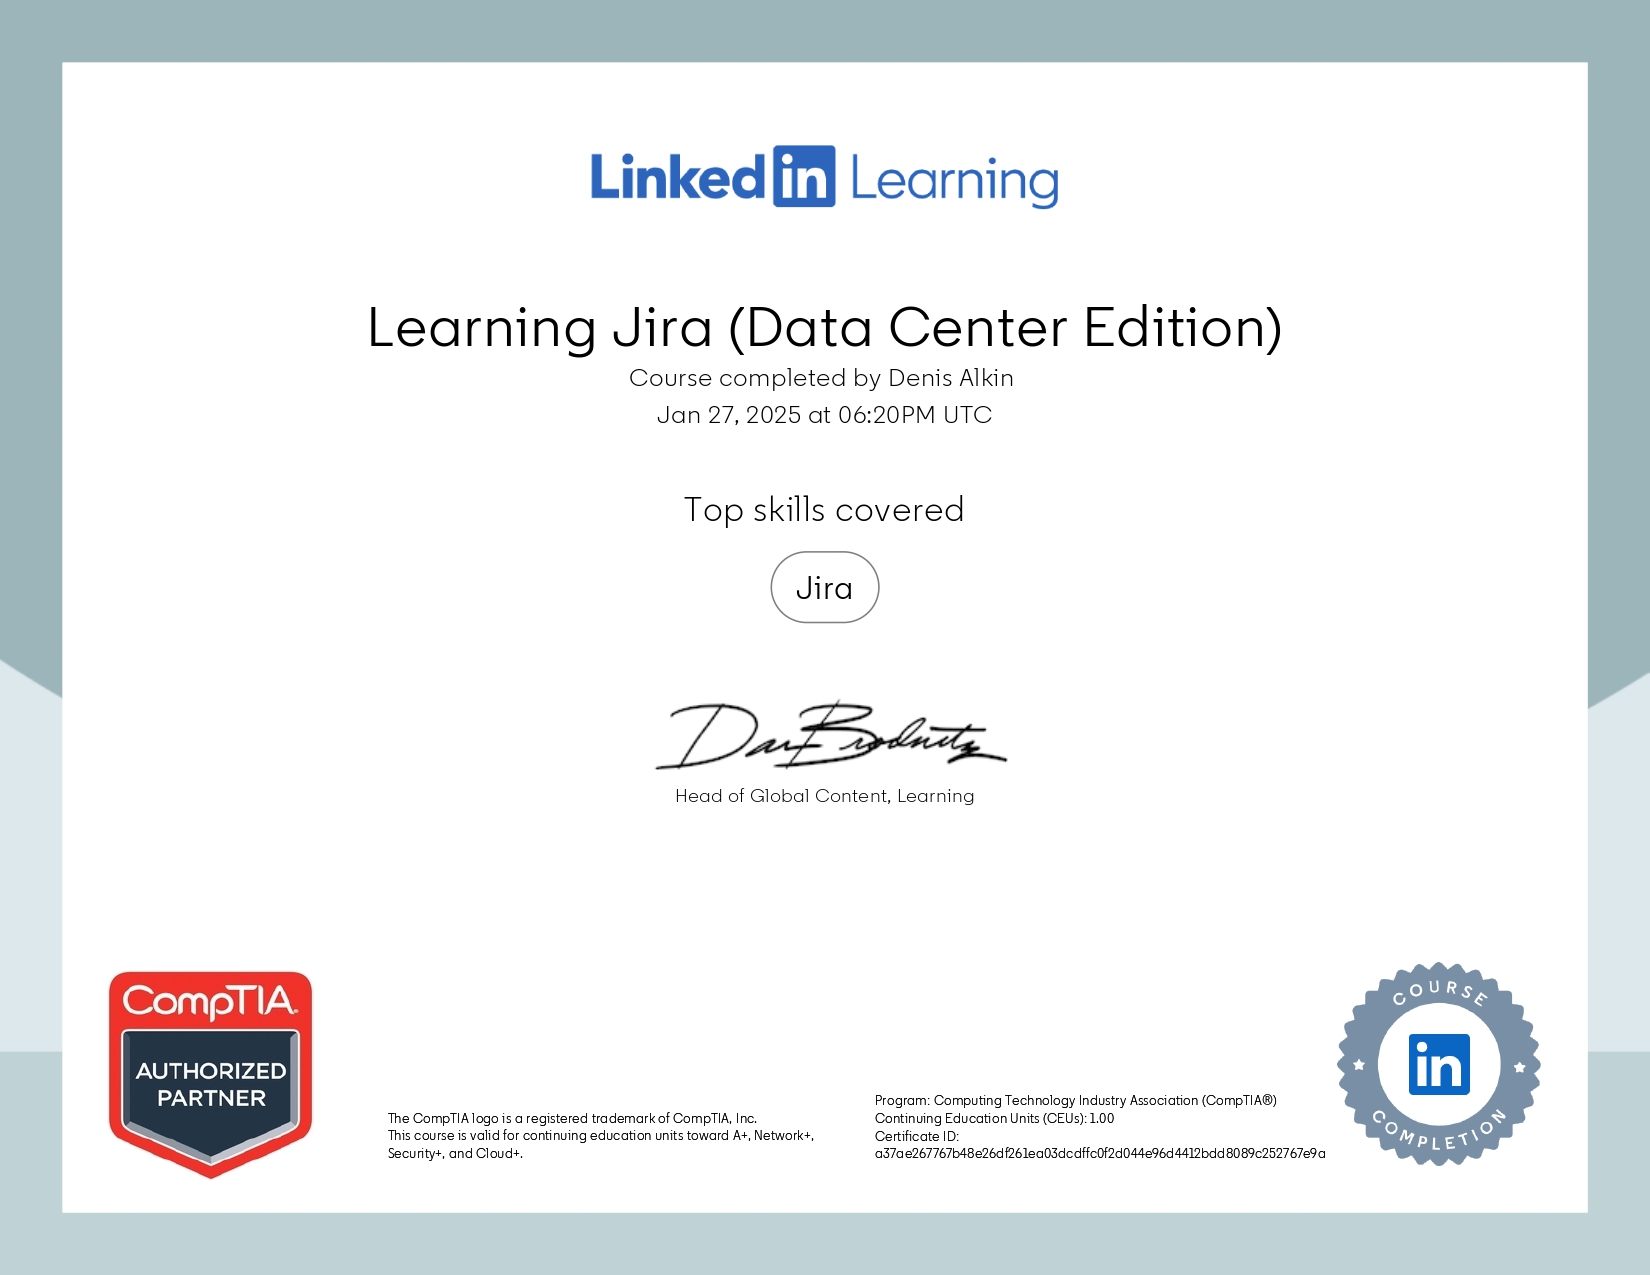 LinkedIn Learning
Learning Jira (Data Center Edition)
Course completed by Denis Alkin
Jan 27, 2025 at 06:20PM UTC
Top skills covered
Jira
Dan Brodnitz
Head of Global Content, Learning
CompTIA.
AUTHORIZED
PARTNER
The CompTIA logo is a registered trademark of CompTIA, Inc.
This course is valid for continuing education units toward A+, Network+,
Security+, and Cloud+.
Program: Computing Technology Industry Association (CompTIA®)
Continuing Education Units (CEUs): 1.00
Certificate ID:
a37ae267767b48e26df261ea03dcdffc0f2d044e96d4412bdd8089c252767e9a
COURSE
in
COMPLETION